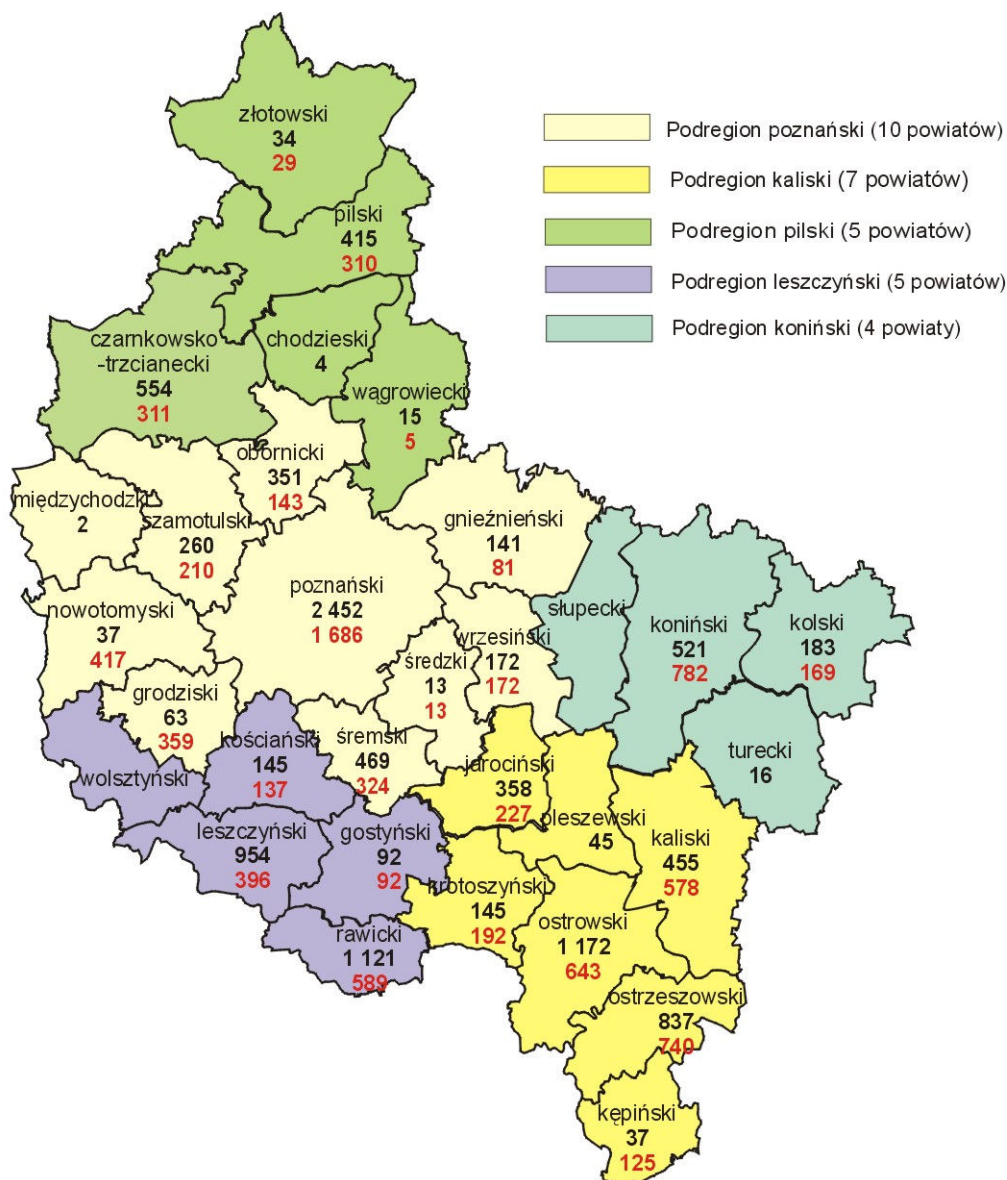 złotowski
34
29
Podregion poznański (10 powiatów)
Podregion kaliski (7 powiatów)
Podregion pilski (5 powiatów)
Podregion leszczyński (5 powiatów)
Podregion koniński (4 powiaty)
pilski
415
310
czarnkowsko
-trzcianecki
554
311
chodzieski
4
wągrowiecki
15
5
obornicki
351
143
międzychodzki
2
szamotulski
260
210
gnieźnieński
141
81
poznański
2 452
1 686
nowotomyski
37
417
wrzesiński
172
172
średzki
13
13
słupecki
koniński
521
782
kolski
183
169
grodziski
63
359
kościański
145
137
śremski
469
324
turecki
16
wolsztyński
jarociński
358
227
pleszewski
45
kaliski
455
578
leszczyński
954
396
gostyński
92
92
krotoszyński
145
192
ostrowski
1 172
643
rawicki
1 121
589
ostrzeszowski
837
740
kępiński
37
125